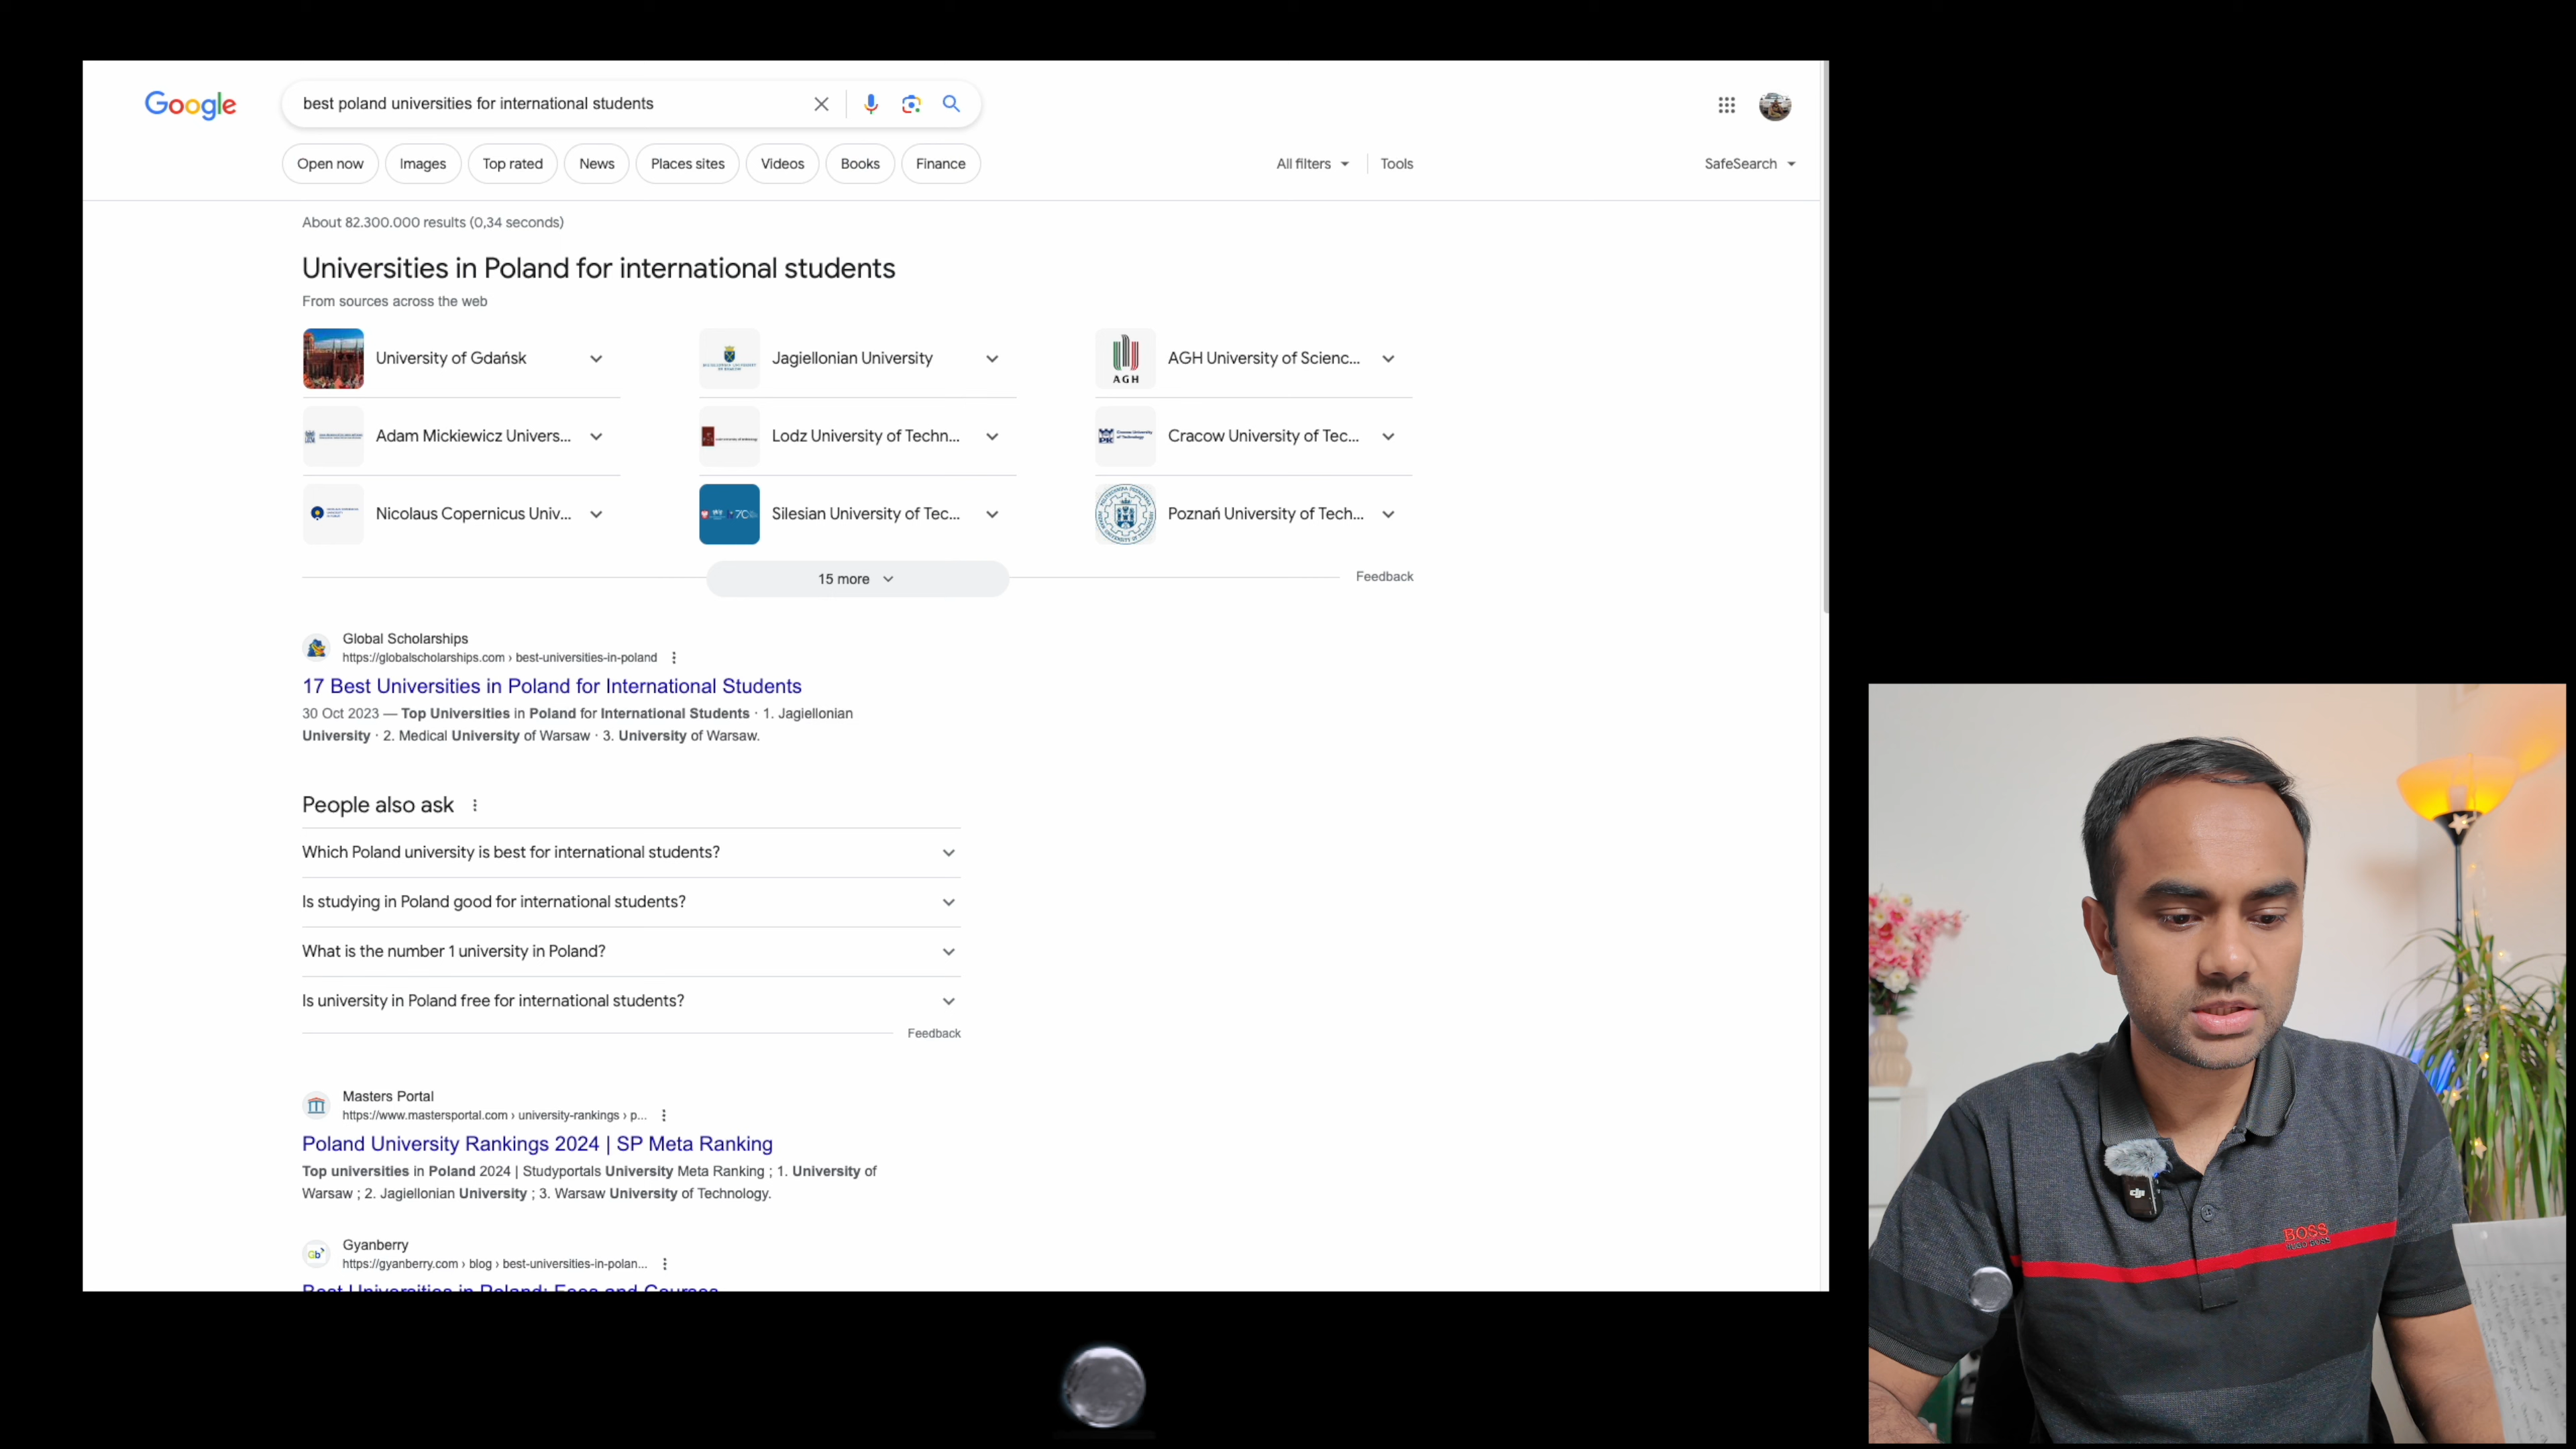 Google
best poland universities for international students
Open now
Images
Top rated
News
Places sites
Videos
Books
Finance
All filters
Tools
SafeSearch
About 82.300.000 results (0,34 seconds)
Universities in Poland for international students
From sources across the web
University of Gdańsk
Jagiellonian University
AGH
AGH University of Scienc...
Adam Mickiewicz Univers...
Lodz University of Techn...
Cracow University of Tec...
Nicolaus Copernicus Univ...
Silesian University of Tec...
Poznań University of Tech...
15 more
Feedback
Global Scholarships
https://globalscholarships.com › best-universities-in-poland
17 Best Universities in Poland for International Students
30 Oct 2023 — Top Universities in Poland for International Students · 1. Jagiellonian
University · 2. Medical University of Warsaw · 3. University of Warsaw.
People also ask
Which Poland university is best for international students?
Is studying in Poland good for international students?
What is the number 1 university in Poland?
Is university in Poland free for international students?
Feedback
Masters Portal
https://www.mastersportal.com › university-rankings › p...
Poland University Rankings 2024 | SP Meta Ranking
Top universities in Poland 2024 | Studyportals University Meta Ranking ; 1. University of
Warsaw ; 2. Jagiellonian University ; 3. Warsaw University of Technology.
Gb
Gyanberry
https://gyanberry.com › blog › best-universities-in-polan...
Best Universities in Poland: Fees and Courses
BOSS
HUGO BOSS